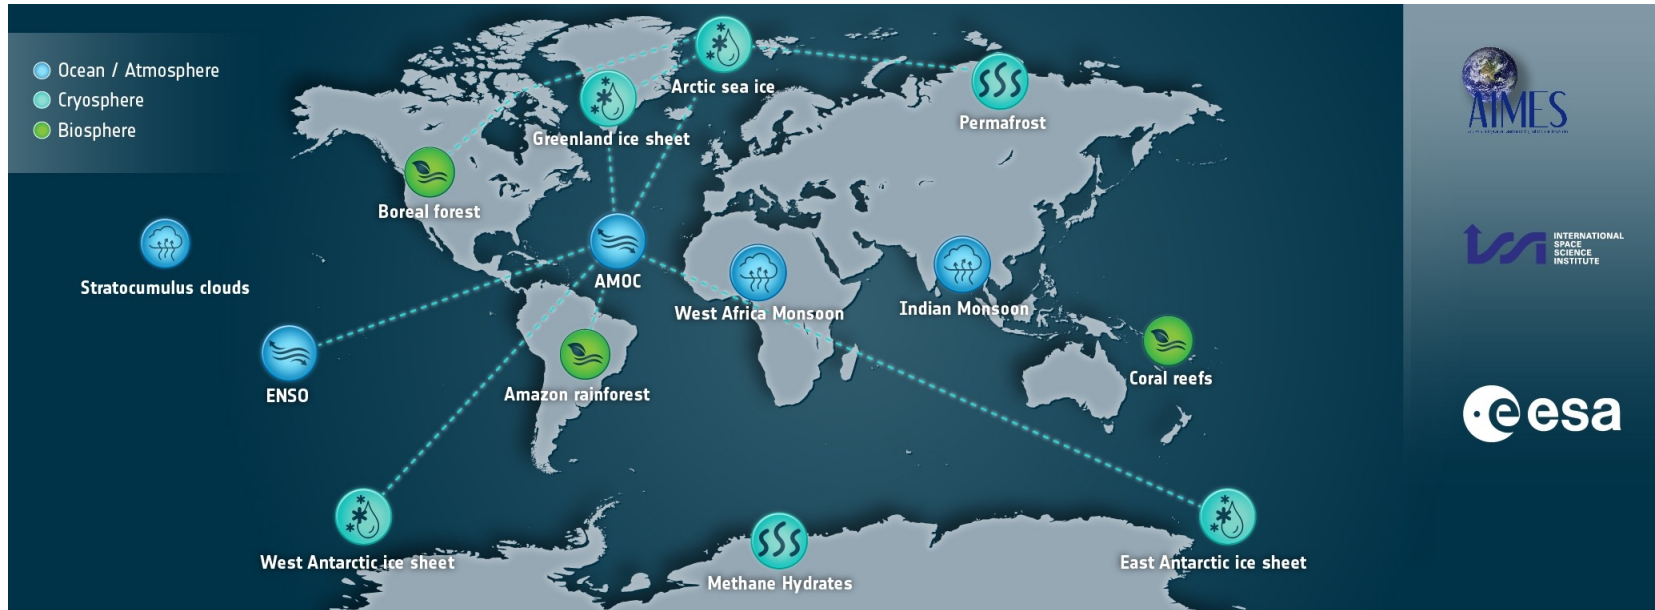 Ocean / Atmosphere
Cryosphere
Biosphere
Arctic sea ice
Greenland ice sheet
Permafrost
Boreal forest
Stratocumulus clouds
AMOC
West Africa Monsoon
Indian Monsoon
ENSO
Amazon rainforest
Coral reefs
West Antarctic ice sheet
Methane Hydrates
East Antarctic ice sheet
AIMES
issi
INTERNATIONAL
SPACE
SCIENCE
INSTITUTE
esa